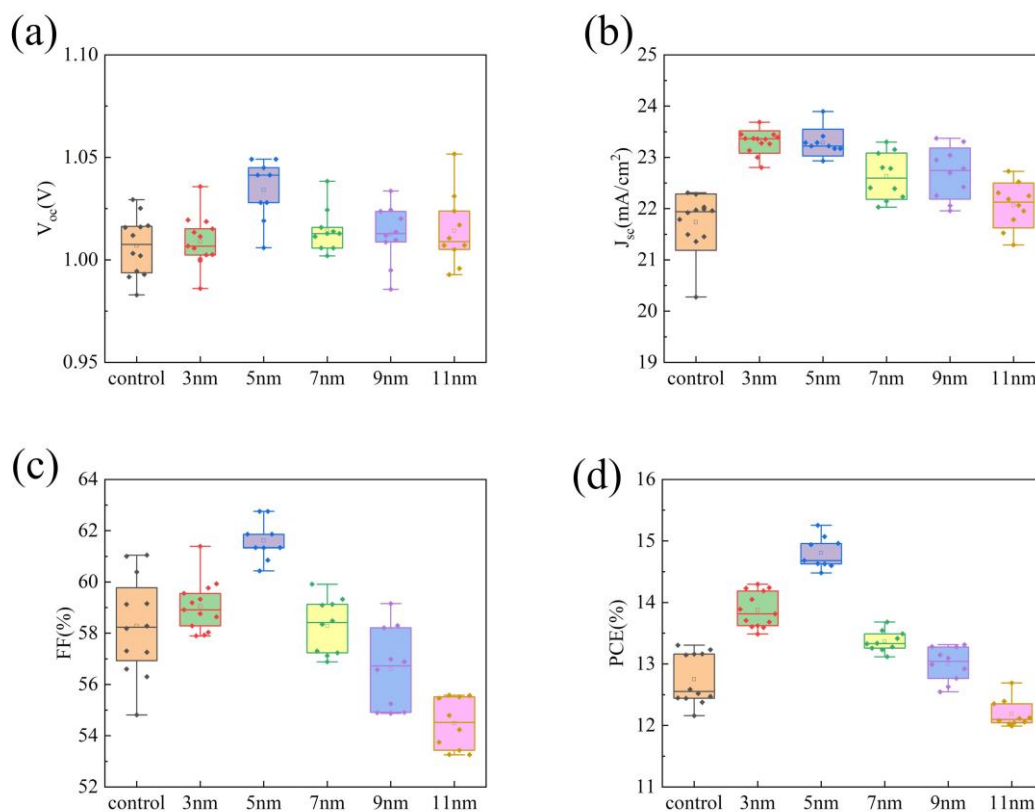 (a)
V_oc(V)
1.10
1.05
1.00
0.95
control 3nm 5nm 7nm 9nm 11nm
(b)
J_sc(mA/cm²)
25
24
23
22
21
20
19
control 3nm 5nm 7nm 9nm 11nm
(c)
FF(%)
64
62
60
58
56
54
52
control 3nm 5nm 7nm 9nm 11nm
(d)
PCE(%)
16
15
14
13
12
11
control 3nm 5nm 7nm 9nm 11nm